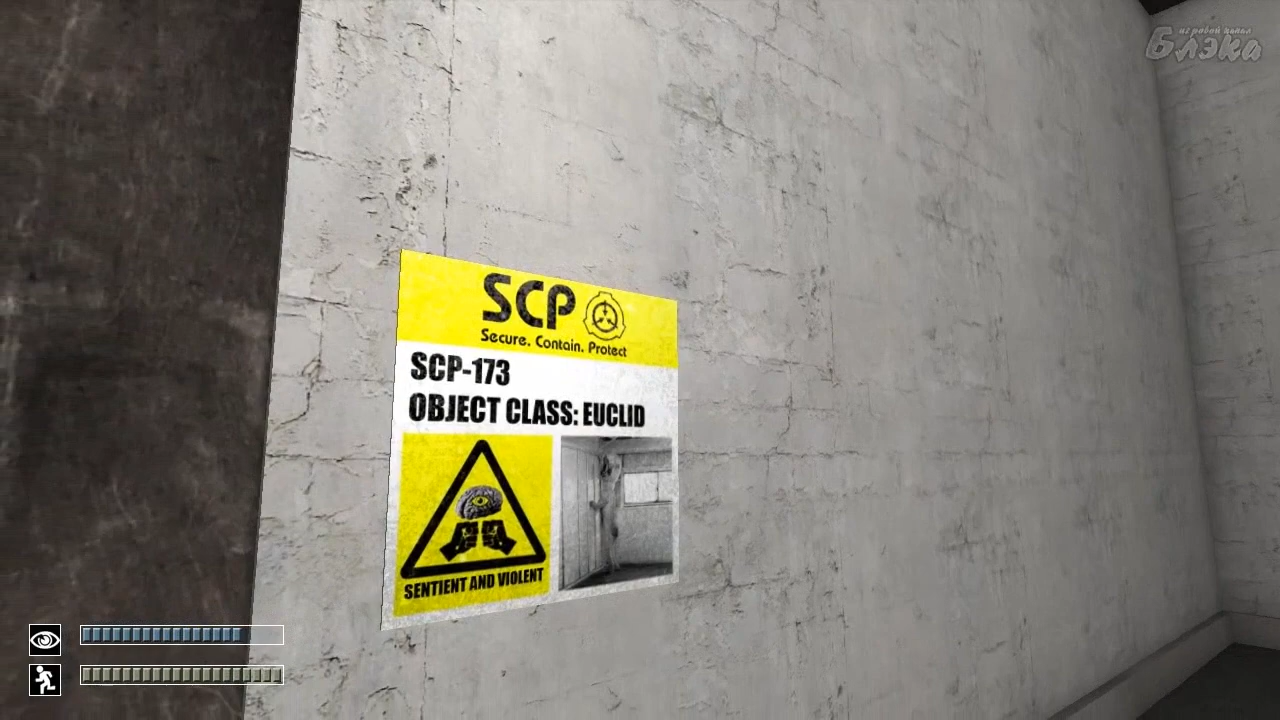 игровой канал
Блэка
SCP
Secure. Contain. Protect
SCP-173
OBJECT CLASS: EUCLID
SENTIENT AND VIOLENT